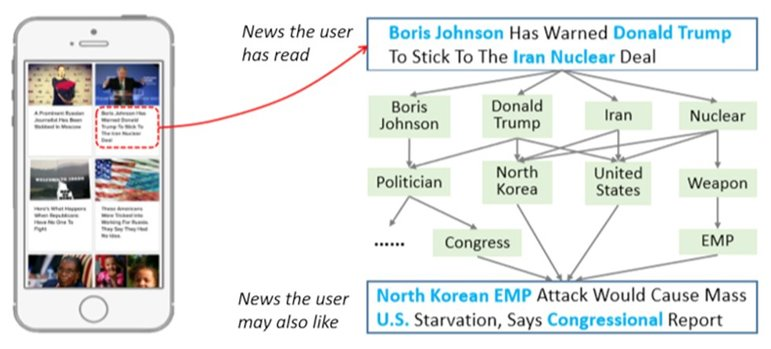 News the user
has read
Boris Johnson Has Warned Donald Trump
To Stick To The Iran Nuclear Deal
A Prominent Russian
Journalist Has Been
Stabbed In Moscow
Boris Johnson Has
Warned Donald
Trump To Stick To
The Iran Nuclear
Deal
Here's What Happens
When Republicans
Have No One To
Fight
These Americans
Were Tricked Into
Working For Russia.
They Say They Had
No Idea.
Boris
Johnson
Donald
Trump
Iran
Nuclear
Politician
North
Korea
United
States
Weapon
......
Congress
EMP
News the user
may also like
North Korean EMP Attack Would Cause Mass
U.S. Starvation, Says Congressional Report